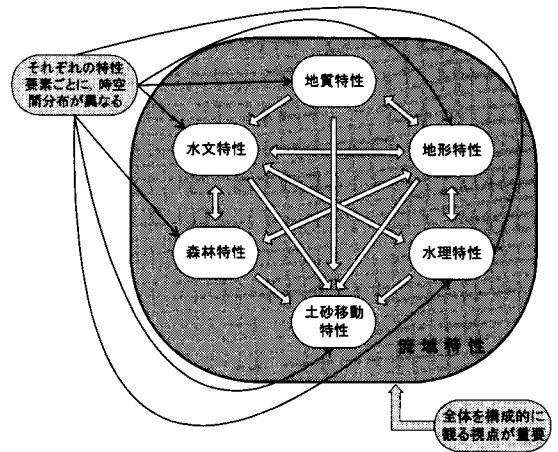 それぞれの特性
要素ごとに、時空
間分布が異なる
地質特性
水文特性
地形特性
森林特性
水理特性
土砂移動
特性
流域特性
全体を構成的に
観る視点が重要